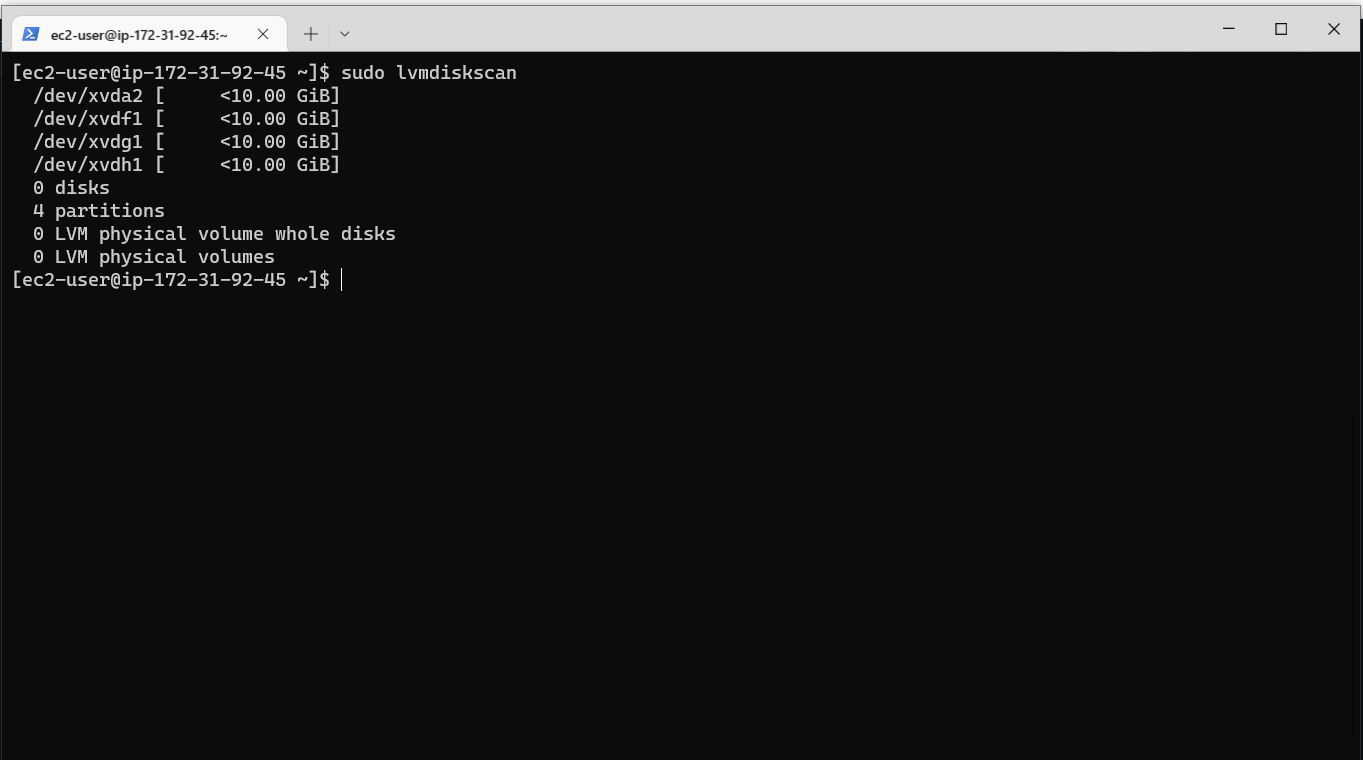 ec2-user@ip-172-31-92-45:~
[ec2-user@ip-172-31-92-45 ~]$ sudo lvmdiskscan
  /dev/xvda2 [     <10.00 GiB]
  /dev/xvdf1 [     <10.00 GiB]
  /dev/xvdg1 [     <10.00 GiB]
  /dev/xvdh1 [     <10.00 GiB]
  0 disks
  4 partitions
  0 LVM physical volume whole disks
  0 LVM physical volumes
[ec2-user@ip-172-31-92-45 ~]$